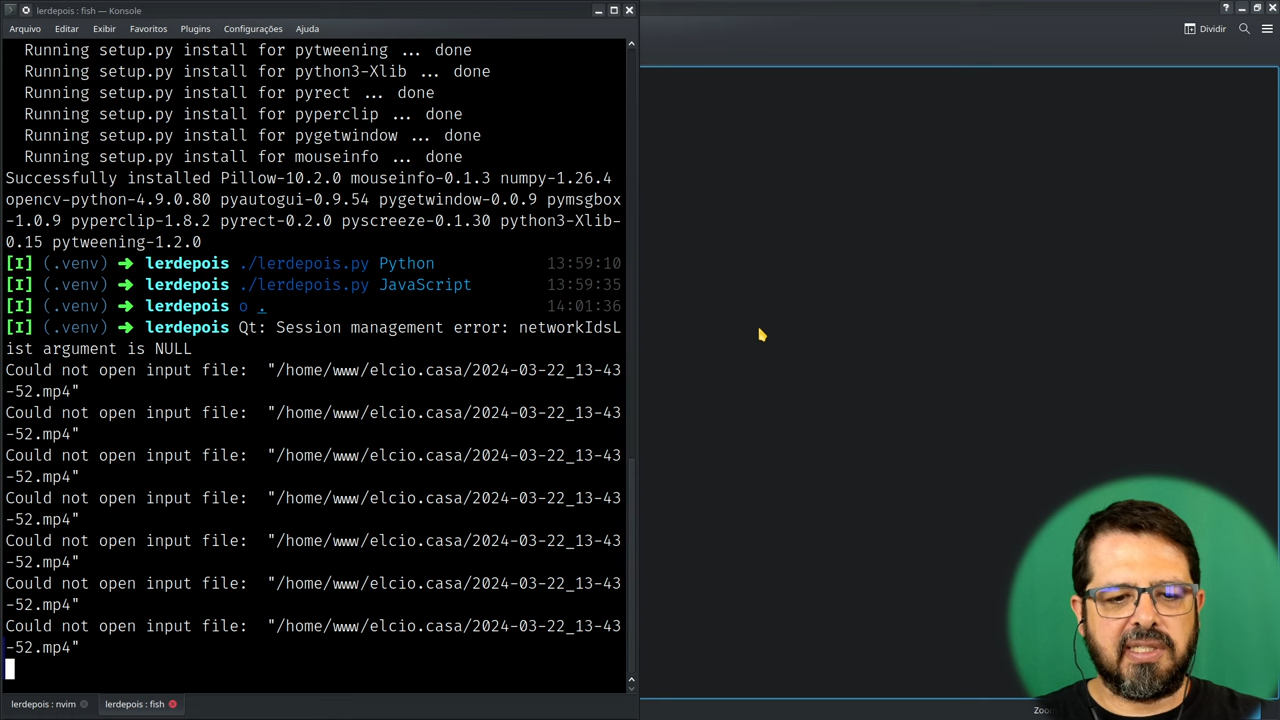 lerdepois : fish — Konsole
Arquivo Editar Exibir Favoritos Plugins Configurações Ajuda
Dividir
Running setup.py install for pytweening ... done
Running setup.py install for python3-Xlib ... done
Running setup.py install for pyrect ... done
Running setup.py install for pyperclip ... done
Running setup.py install for pygetwindow ... done
Running setup.py install for mouseinfo ... done
Successfully installed Pillow-10.2.0 mouseinfo-0.1.3 numpy-1.26.4
opencv-python-4.9.0.80 pyautogui-0.9.54 pygetwindow-0.0.9 pymsgbox
-1.0.9 pyperclip-1.8.2 pyrect-0.2.0 pyscreeze-0.1.30 python3-Xlib-
0.15 pytweening-1.2.0
[I] (.venv) ➜ lerdepois ./lerdepois.py Python 13:59:10
[I] (.venv) ➜ lerdepois ./lerdepois.py JavaScript 13:59:35
[I] (.venv) ➜ lerdepois o . 14:01:36
[I] (.venv) ➜ lerdepois Qt: Session management error: networkIdsL
ist argument is NULL
Could not open input file: "/home/www/elcio.casa/2024-03-22_13-43
-52.mp4"
Could not open input file: "/home/www/elcio.casa/2024-03-22_13-43
-52.mp4"
Could not open input file: "/home/www/elcio.casa/2024-03-22_13-43
-52.mp4"
Could not open input file: "/home/www/elcio.casa/2024-03-22_13-43
-52.mp4"
Could not open input file: "/home/www/elcio.casa/2024-03-22_13-43
-52.mp4"
Could not open input file: "/home/www/elcio.casa/2024-03-22_13-43
-52.mp4"
Could not open input file: "/home/www/elcio.casa/2024-03-22_13-43
-52.mp4"
lerdepois : nvim lerdepois : fish